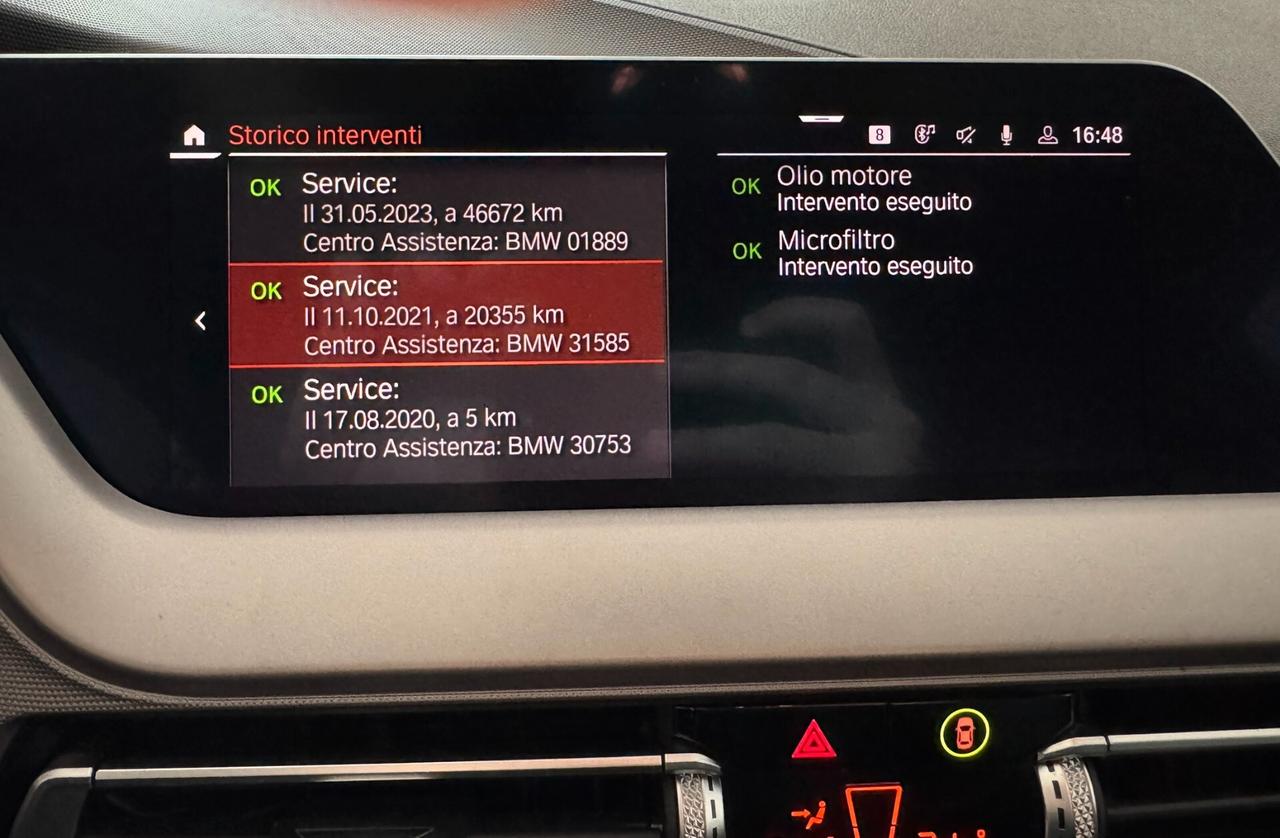 Storico interventi
8
16:48
OK Service:
Il 31.05.2023, a 46672 km
Centro Assistenza: BMW 01889
OK Service:
Il 11.10.2021, a 20355 km
Centro Assistenza: BMW 31585
OK Service:
Il 17.08.2020, a 5 km
Centro Assistenza: BMW 30753
OK Olio motore
Intervento eseguito
OK Microfiltro
Intervento eseguito